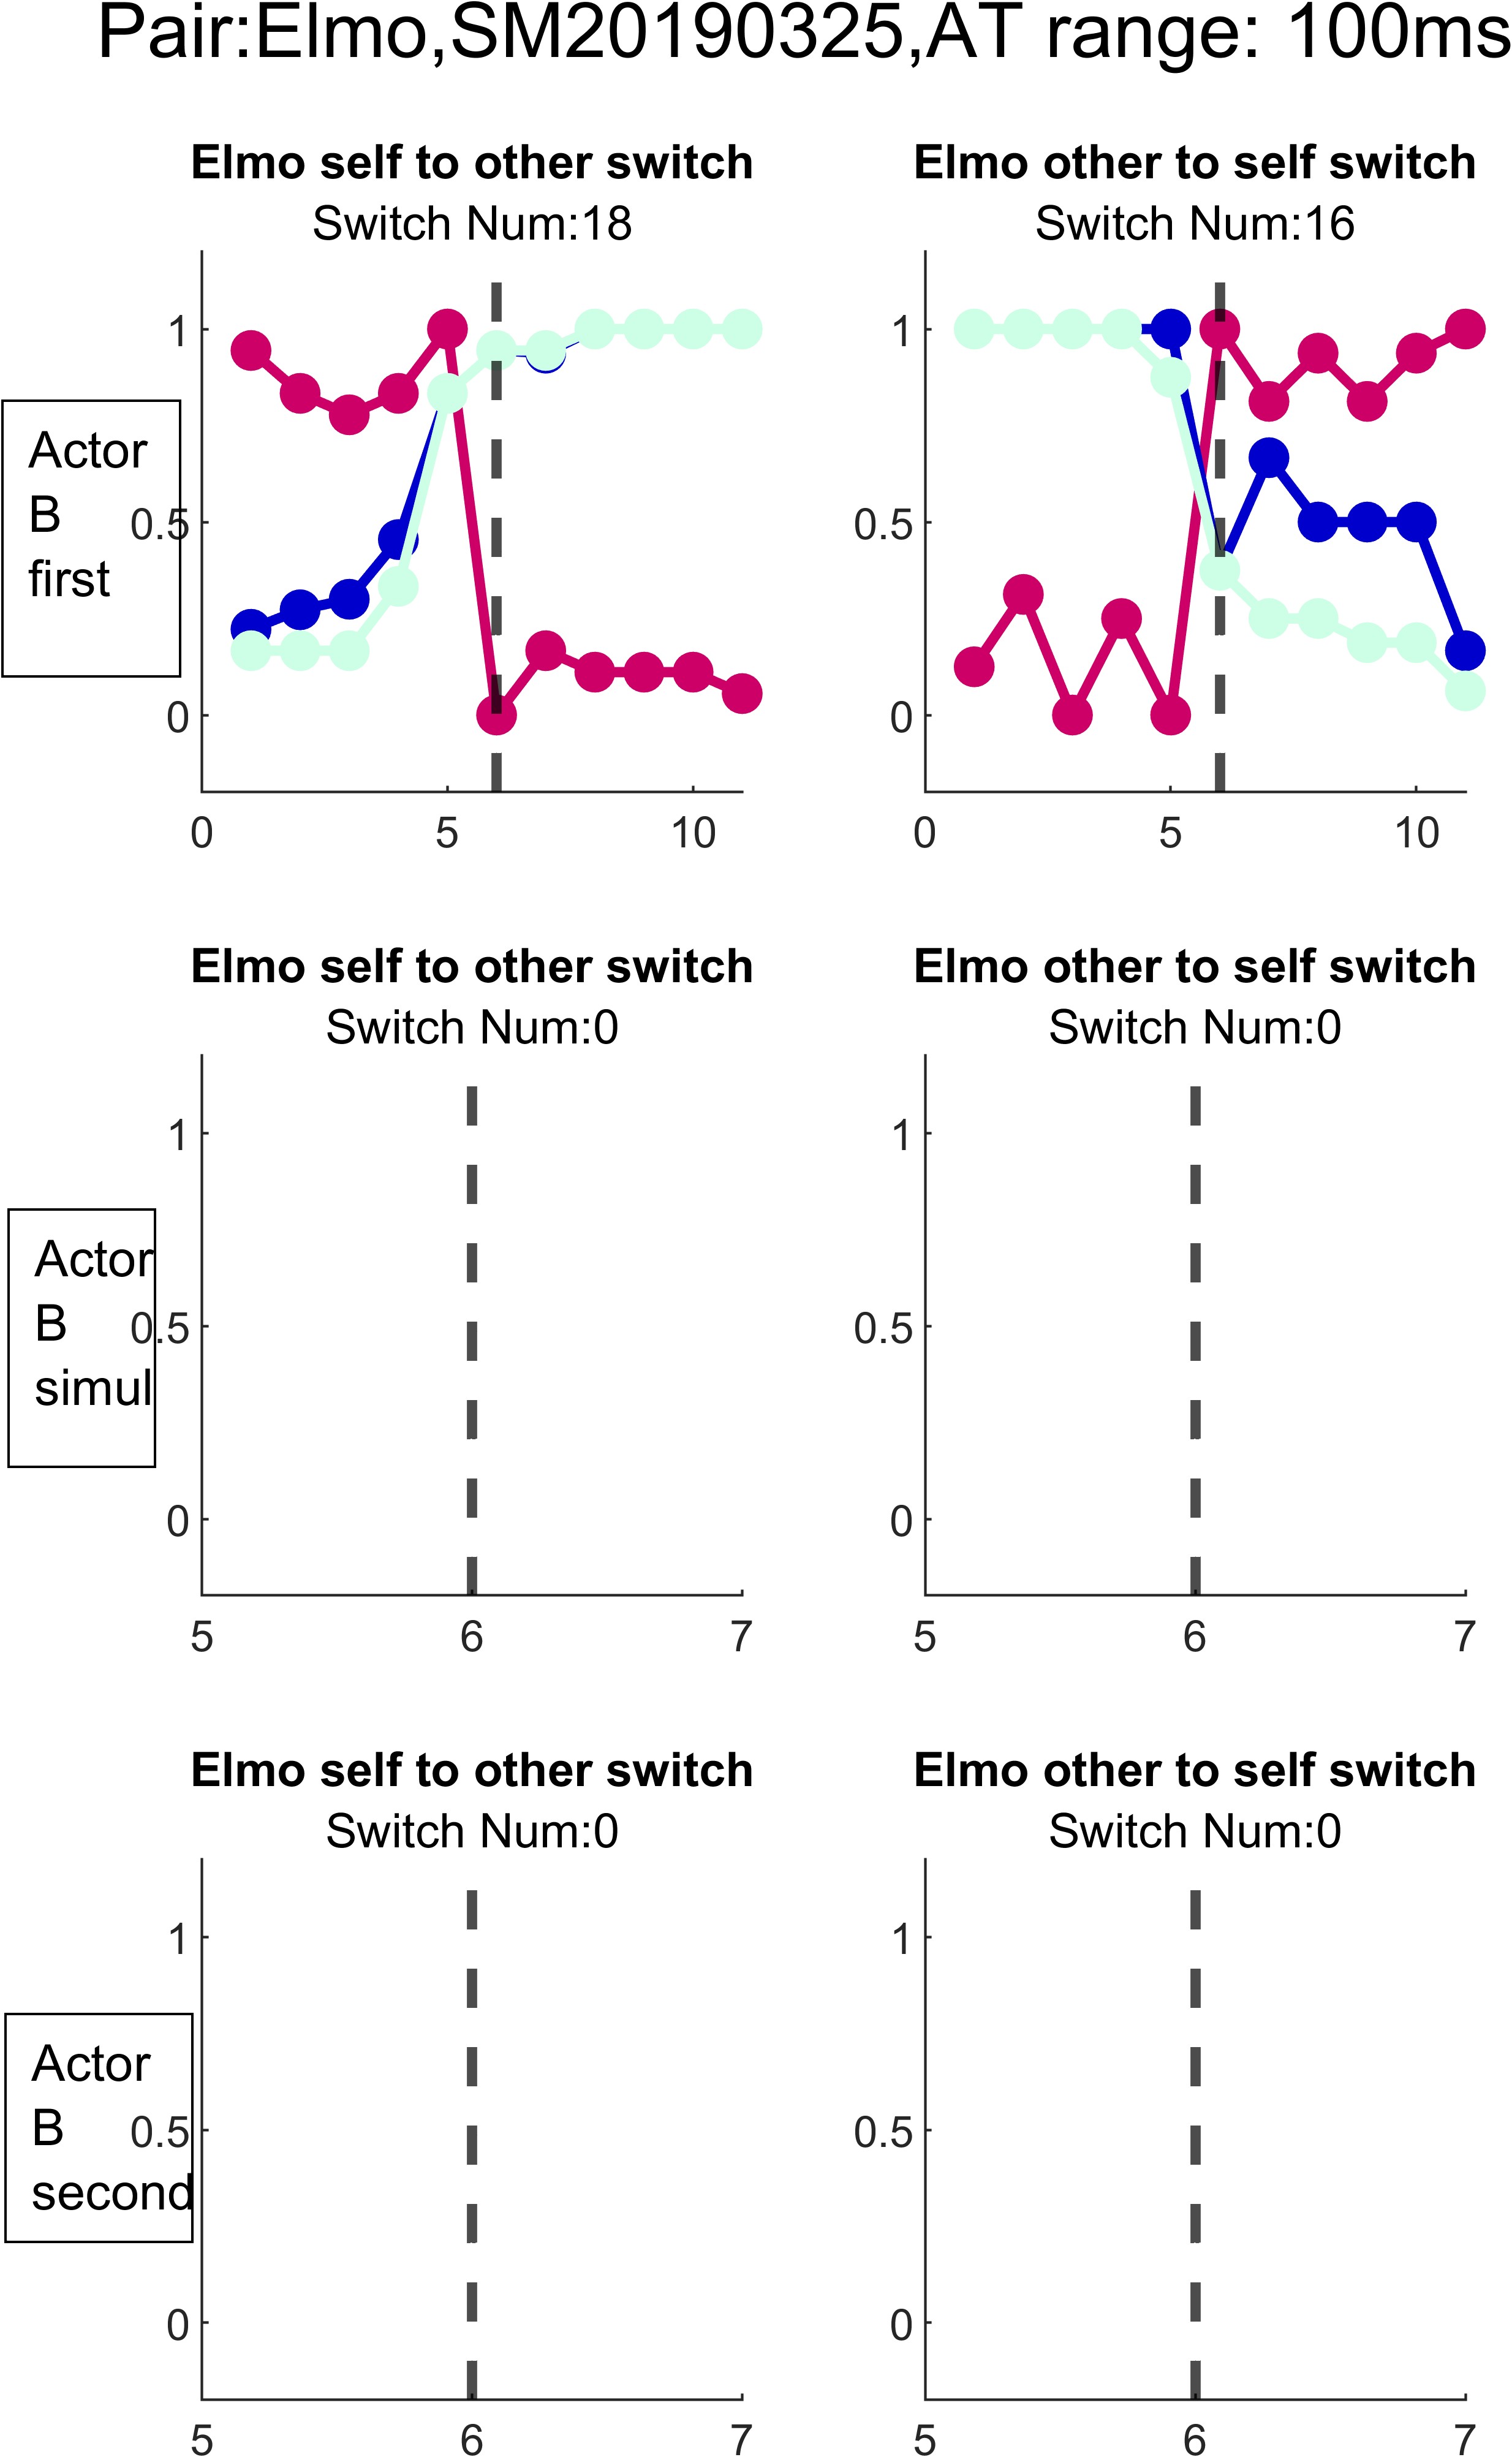 Pair:Elmo,SM20190325,AT range: 100ms
Elmo self to other switch
Switch Num:18
Actor
B
first
1
0.5
0
0
5
10
Elmo other to self switch
Switch Num:16
1
0.5
0
0
5
10
Elmo self to other switch
Switch Num:0
Actor
B
simul
1
0.5
0
5
6
7
Elmo other to self switch
Switch Num:0
1
0.5
0
5
6
7
Elmo self to other switch
Switch Num:0
Actor
B
second
1
0.5
0
5
6
7
Elmo other to self switch
Switch Num:0
1
0.5
0
5
6
7